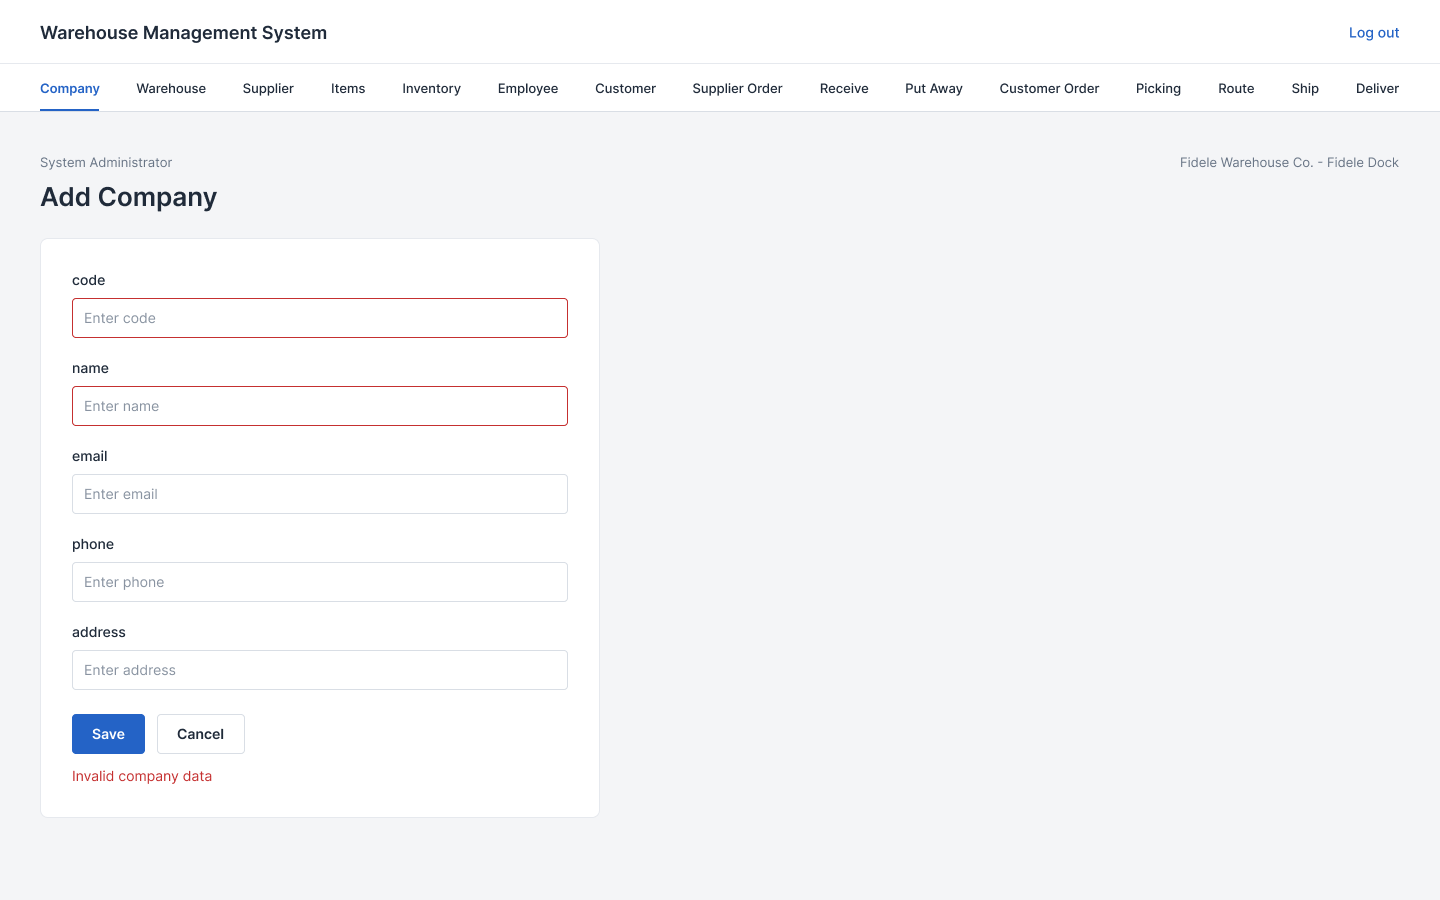 Warehouse Management System
Log out
Company Warehouse Supplier Items Inventory Employee Customer Supplier Order Receive Put Away Customer Order Picking Route Ship Deliver
System Administrator
Fidele Warehouse Co. - Fidele Dock
Add Company
code
Enter code
name
Enter name
email
Enter email
phone
Enter phone
address
Enter address
Save Cancel
Invalid company data